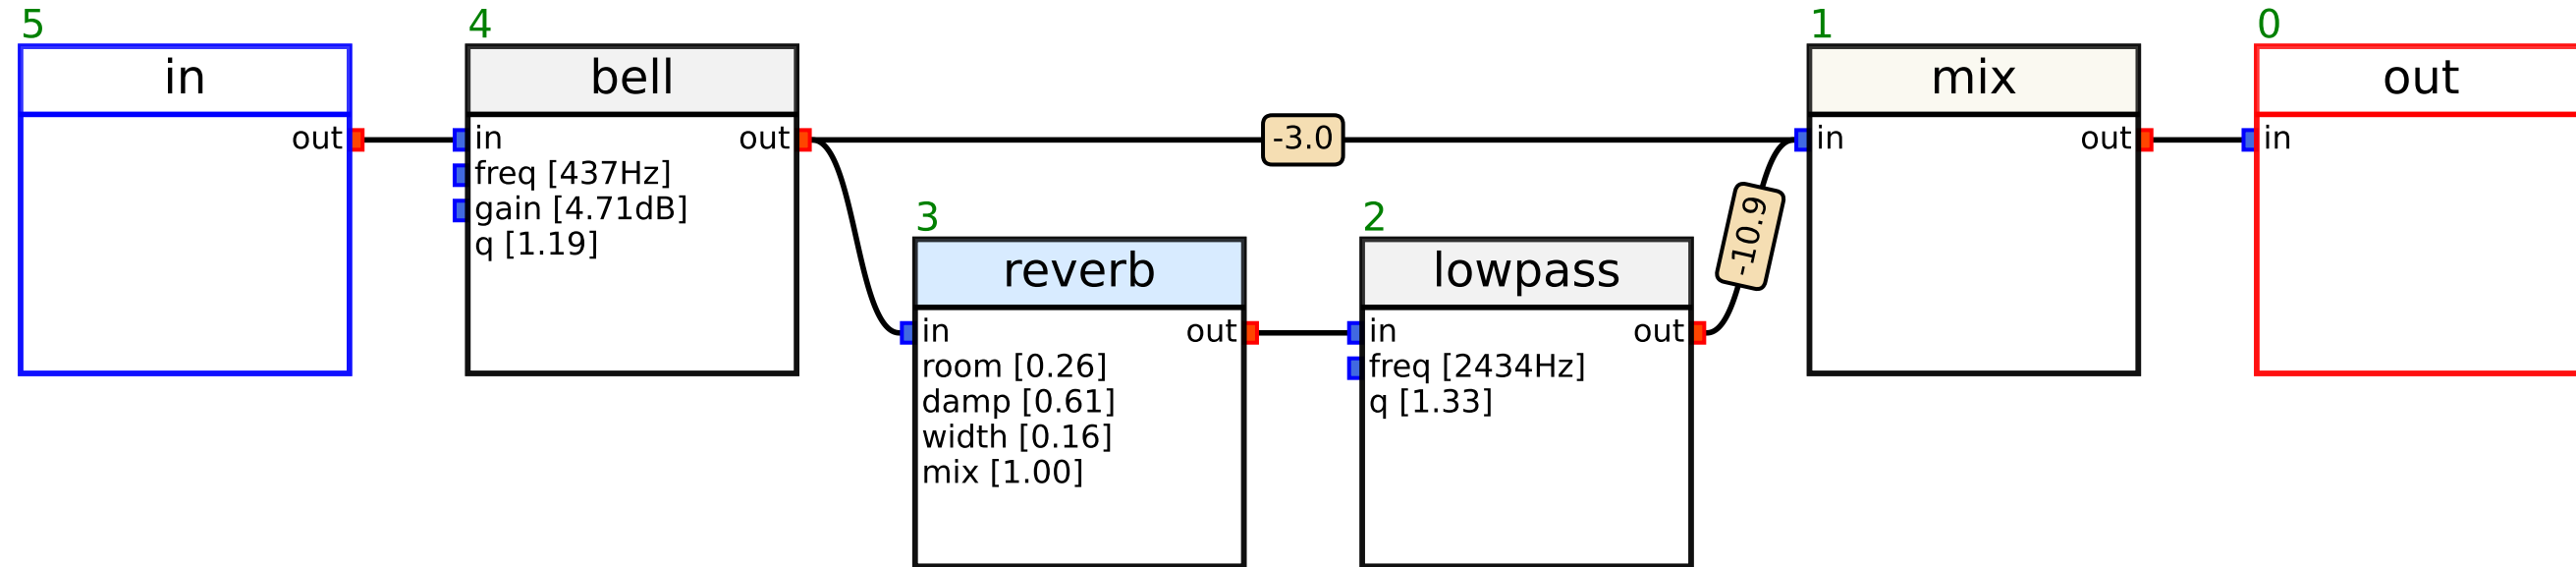 5
in
out
4
bell
in
out
freq [437Hz]
gain [4.71dB]
q [1.19]
-3.0
3
reverb
in
out
room [0.26]
damp [0.61]
width [0.16]
mix [1.00]
2
lowpass
in
out
freq [2434Hz]
q [1.33]
-10.9
1
mix
in
out
0
out
in